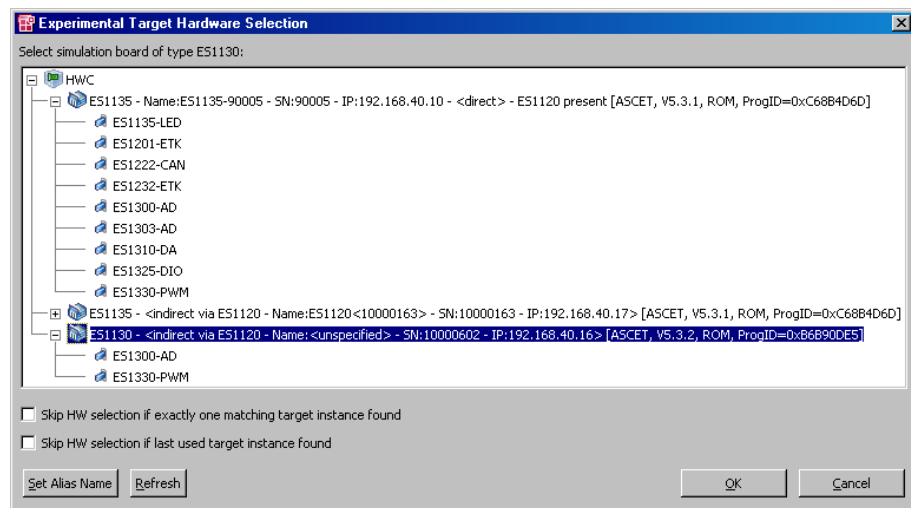 Experimental Target Hardware Selection
Select simulation board of type ES1130:
HWC
ES1135 - Name:ES1135-90005 - SN:90005 - IP:192.168.40.10 - <direct> - ES1120 present [ASCET, V5.3.1, ROM, ProgID=0xC68B4D6D]
ES1135-LED
ES1201-ETK
ES1222-CAN
ES1232-ETK
ES1300-AD
ES1303-AD
ES1310-DA
ES1325-DIO
ES1330-PWM
ES1135 - <indirect via ES1120 - Name:ES1120<10000163> - SN:10000163 - IP:192.168.40.17> [ASCET, V5.3.1, ROM, ProgID=0xC68B4D6D]
ES1130 - <indirect via ES1120 - Name:<unspecified> - SN:10000602 - IP:192.168.40.16> [ASCET, V5.3.2, ROM, ProgID=0xB6B90DE5]
ES1300-AD
ES1330-PWM
Skip HW selection if exactly one matching target instance found
Skip HW selection if last used target instance found
Set Alias Name Refresh OK Cancel